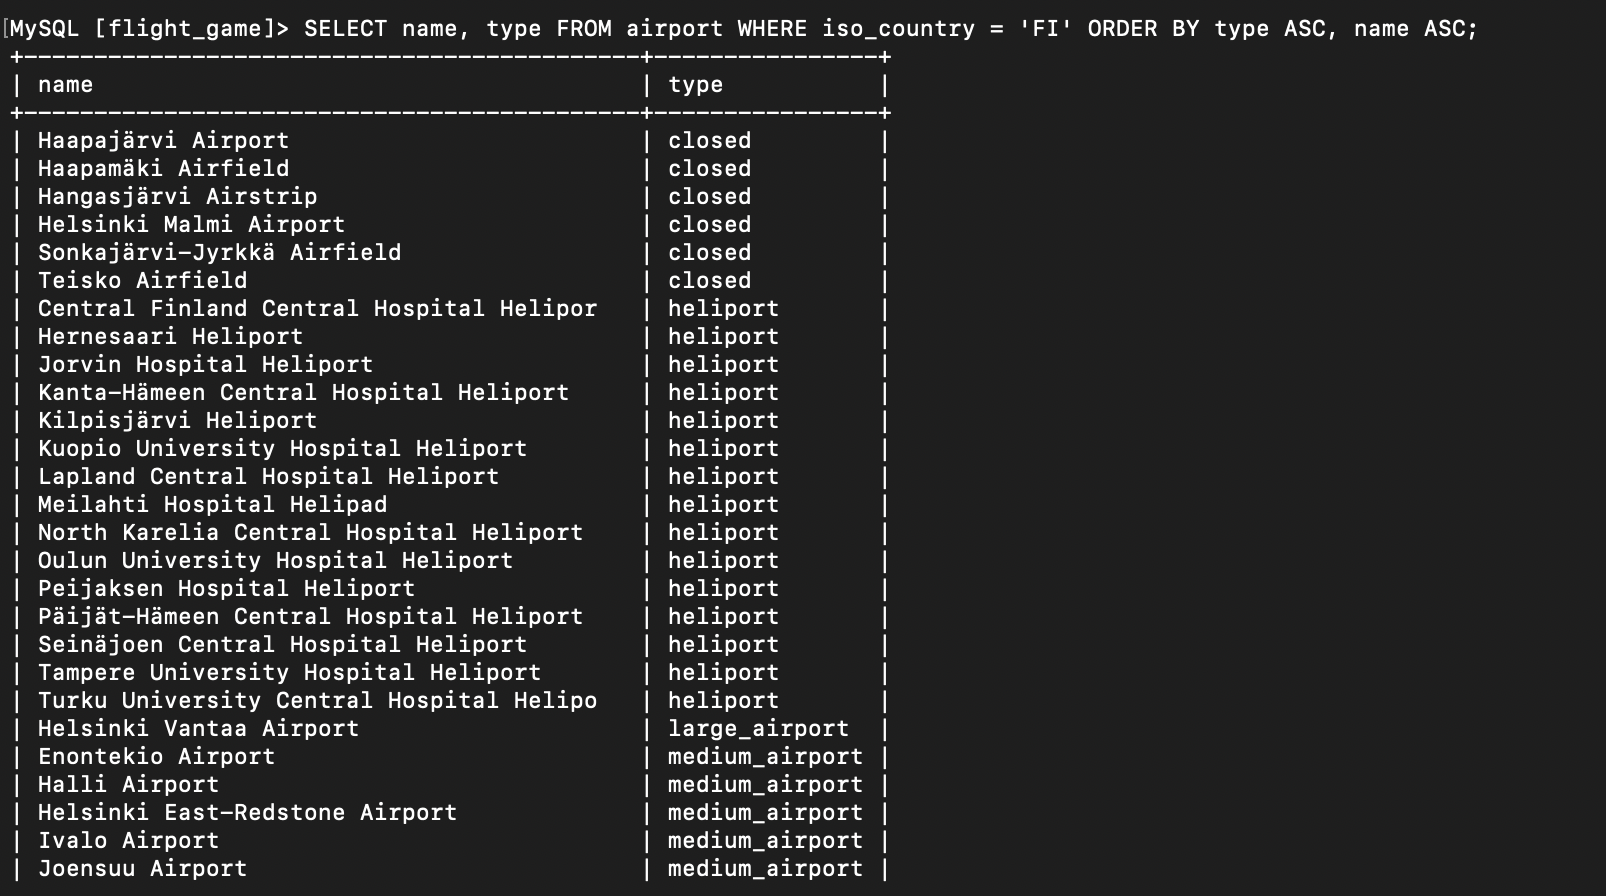 [MySQL [flight_game]> SELECT name, type FROM airport WHERE iso_country = 'FI' ORDER BY type ASC, name ASC;
+--------------------------------------------+----------------+
| name                                       | type           |
+--------------------------------------------+----------------+
| Haapajärvi Airport                         | closed         |
| Haapamäki Airfield                         | closed         |
| Hangasjärvi Airstrip                       | closed         |
| Helsinki Malmi Airport                     | closed         |
| Sonkajärvi-Jyrkkä Airfield                 | closed         |
| Teisko Airfield                            | closed         |
| Central Finland Central Hospital Helipor   | heliport       |
| Hernesaari Heliport                        | heliport       |
| Jorvin Hospital Heliport                   | heliport       |
| Kanta-Hämeen Central Hospital Heliport     | heliport       |
| Kilpisjärvi Heliport                       | heliport       |
| Kuopio University Hospital Heliport        | heliport       |
| Lapland Central Hospital Heliport          | heliport       |
| Meilahti Hospital Helipad                  | heliport       |
| North Karelia Central Hospital Heliport    | heliport       |
| Oulun University Hospital Heliport         | heliport       |
| Peijaksen Hospital Heliport                | heliport       |
| Päijät-Hämeen Central Hospital Heliport    | heliport       |
| Seinäjoen Central Hospital Heliport        | heliport       |
| Tampere University Hospital Heliport       | heliport       |
| Turku University Central Hospital Helipo   | heliport       |
| Helsinki Vantaa Airport                    | large_airport  |
| Enontekio Airport                          | medium_airport |
| Halli Airport                              | medium_airport |
| Helsinki East-Redstone Airport             | medium_airport |
| Ivalo Airport                              | medium_airport |
| Joensuu Airport                            | medium_airport |